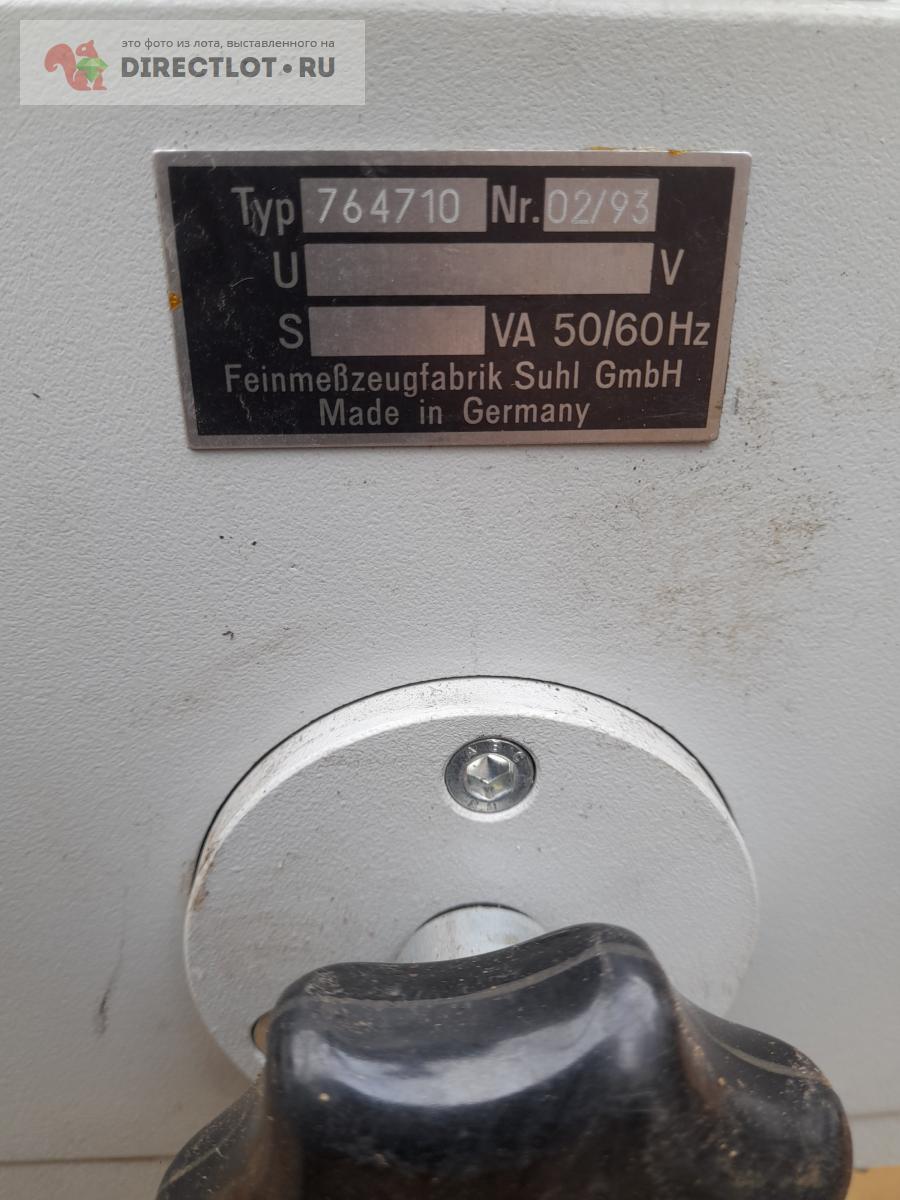 это фото из лота, выставленного на
DIRECTLOT•RU
Typ 764710 Nr. 02/93
U V
S VA 50/60Hz
Feinmeßzeugfabrik Suhl GmbH
Made in Germany